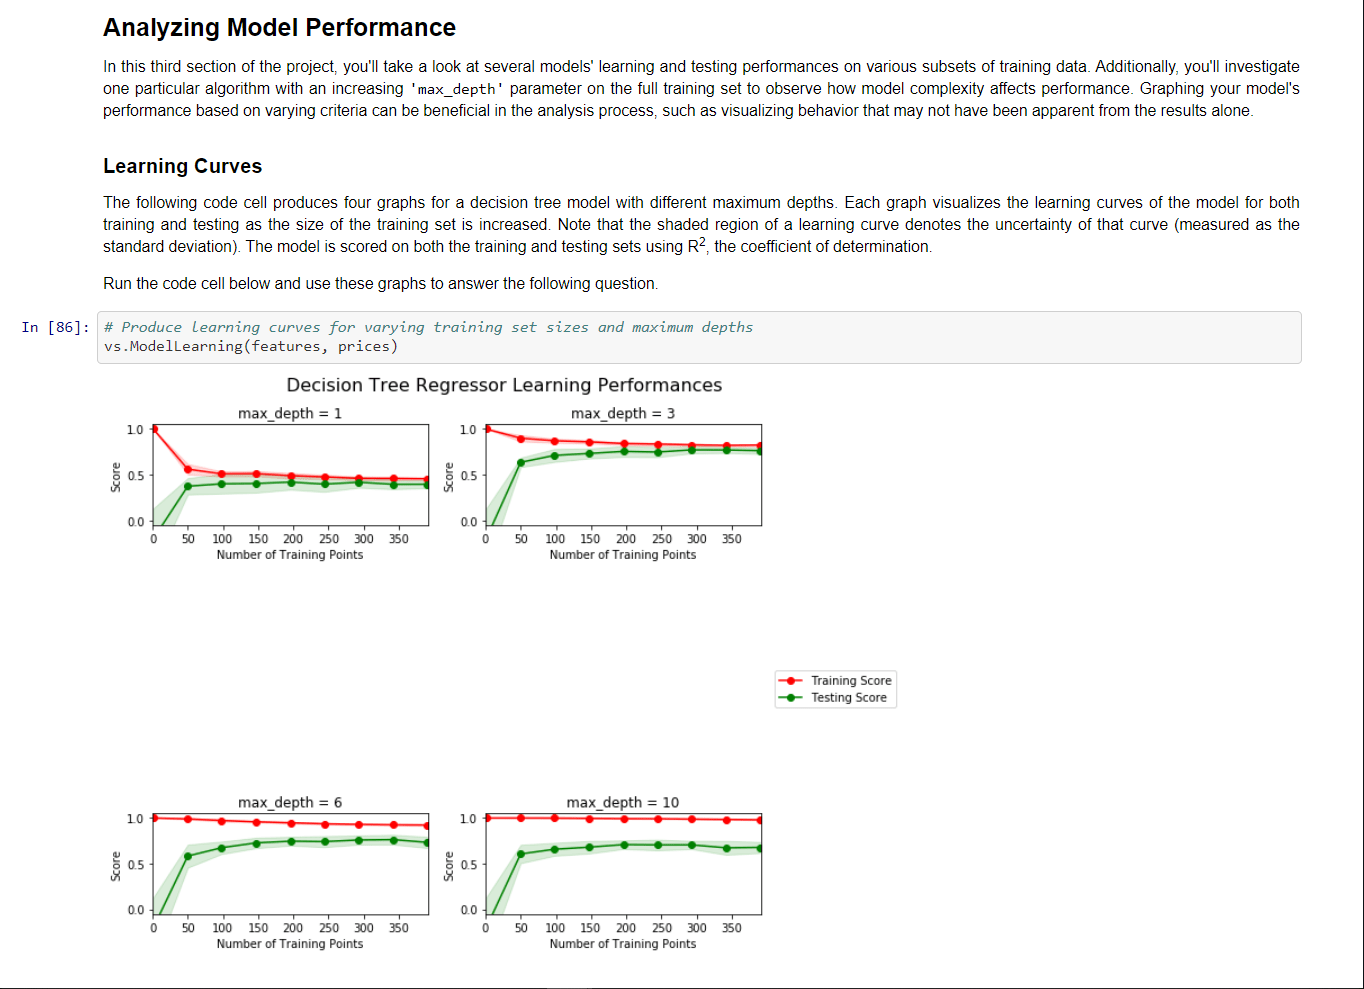 Analyzing Model Performance
In this third section of the project, you'll take a look at several models' learning and testing performances on various subsets of training data. Additionally, you'll investigate
one particular algorithm with an increasing 'max_depth' parameter on the full training set to observe how model complexity affects performance. Graphing your model's
performance based on varying criteria can be beneficial in the analysis process, such as visualizing behavior that may not have been apparent from the results alone.
Learning Curves
The following code cell produces four graphs for a decision tree model with different maximum depths. Each graph visualizes the learning curves of the model for both
training and testing as the size of the training set is increased. Note that the shaded region of a learning curve denotes the uncertainty of that curve (measured as the
standard deviation). The model is scored on both the training and testing sets using R², the coefficient of determination.
Run the code cell below and use these graphs to answer the following question.
In [86]:
# Produce learning curves for varying training set sizes and maximum depths
vs.ModelLearning(features, prices)
Decision Tree Regressor Learning Performances
max_depth = 1
1.0
0.5
0.0
Score
0 50 100 150 200 250 300 350
Number of Training Points
max_depth = 3
1.0
0.5
0.0
Score
0 50 100 150 200 250 300 350
Number of Training Points
Training Score
Testing Score
max_depth = 6
1.0
0.5
0.0
Score
0 50 100 150 200 250 300 350
Number of Training Points
max_depth = 10
1.0
0.5
0.0
Score
0 50 100 150 200 250 300 350
Number of Training Points